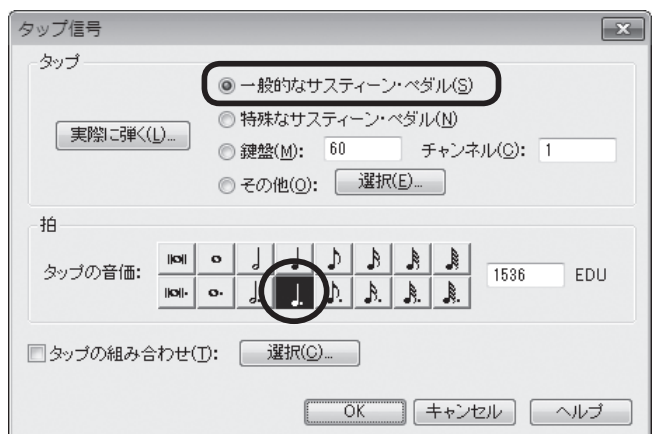 タップ信号
タップ
一般的なサスティーン・ペダル(S)
実際に弾く(L)...
特殊なサスティーン・ペダル(N)
鍵盤(M): 60 チャンネル(C): 1
その他(O): 選択(E)...
拍
タップの音価: 1536 EDU
タップの組み合わせ(T): 選択(C)...
OK キャンセル ヘルプ